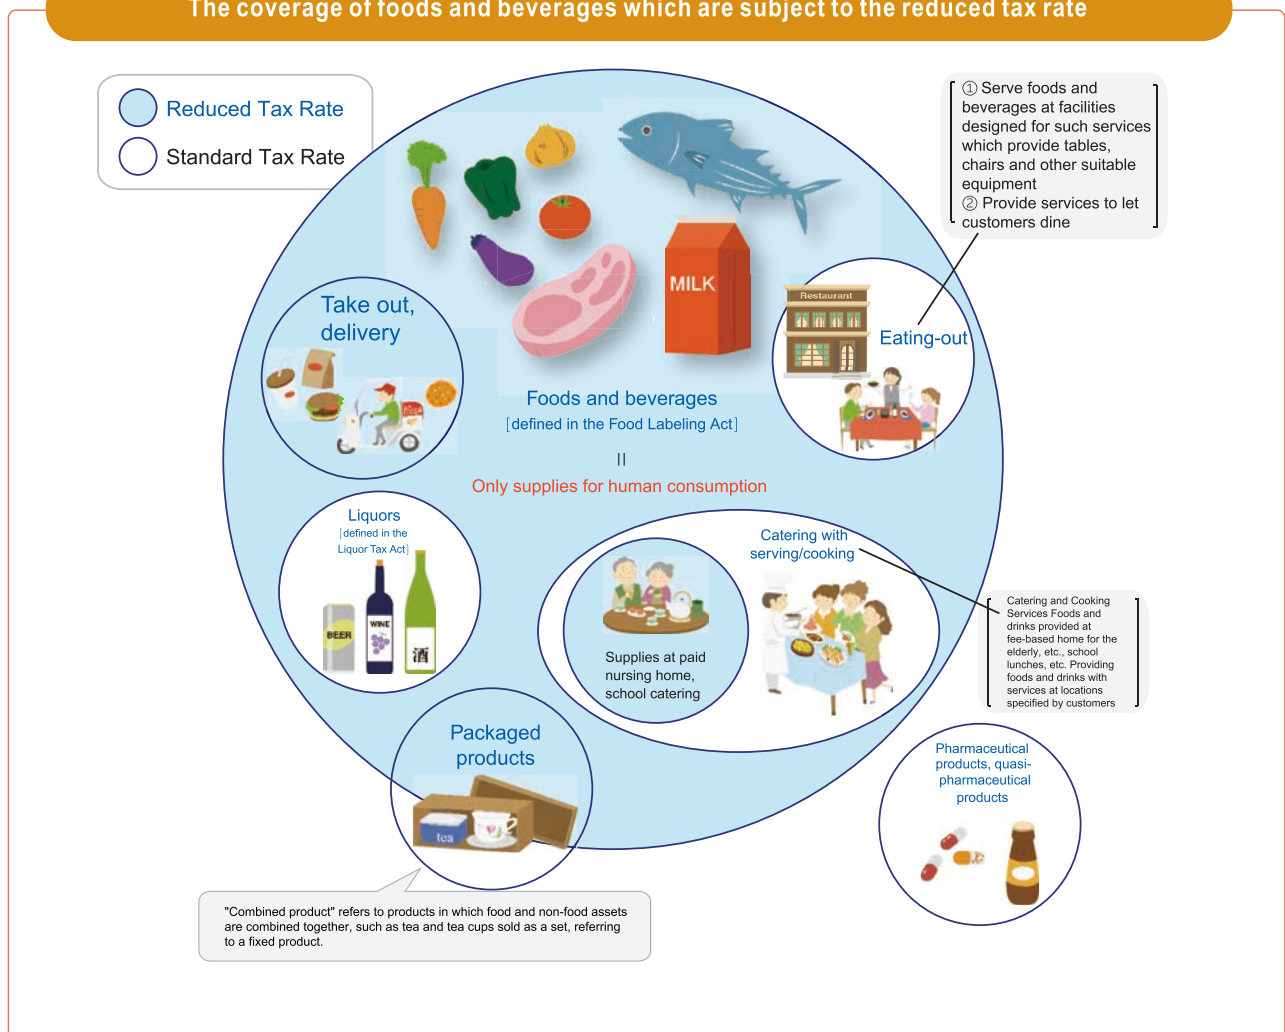 The coverage of foods and beverages which are subject to the reduced tax rate
Reduced Tax Rate
Standard Tax Rate
① Serve foods and
beverages at facilities
designed for such services
which provide tables,
chairs and other suitable
equipment
② Provide services to let
customers dine
MILK
Restaurant
Eating-out
Take out,
delivery
PIZZA
Foods and beverages
[defined in the Food Labeling Act]
=
Only supplies for human consumption
Liquors
[defined in the
Liquor Tax Act]
BEER
WINE
酒
Catering with
serving/cooking
Supplies at paid
nursing home,
school catering
Catering and Cooking
Services Foods and
drinks provided at
fee-based home for the
elderly, etc., school
lunches, etc. Providing
foods and drinks with
services at locations
specified by customers
Packaged
products
tea
Pharmaceutical
products, quasi-
pharmaceutical
products
"Combined product" refers to products in which food and non-food assets
are combined together, such as tea and tea cups sold as a set, referring
to a fixed product.